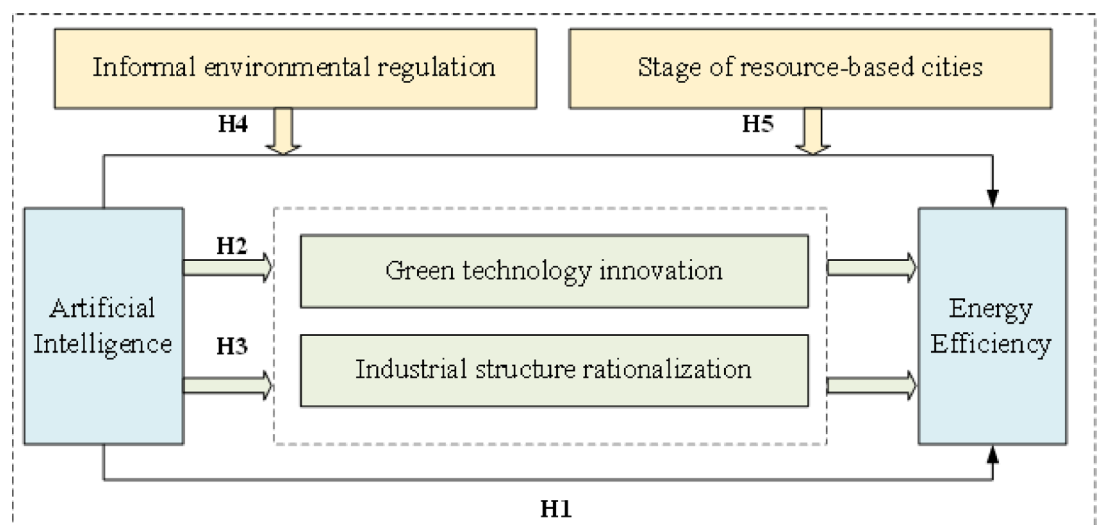 Informal environmental regulation
Stage of resource-based cities
H4
H5
H2
Green technology innovation
Artificial
Intelligence
Energy
Efficiency
H3
Industrial structure rationalization
H1